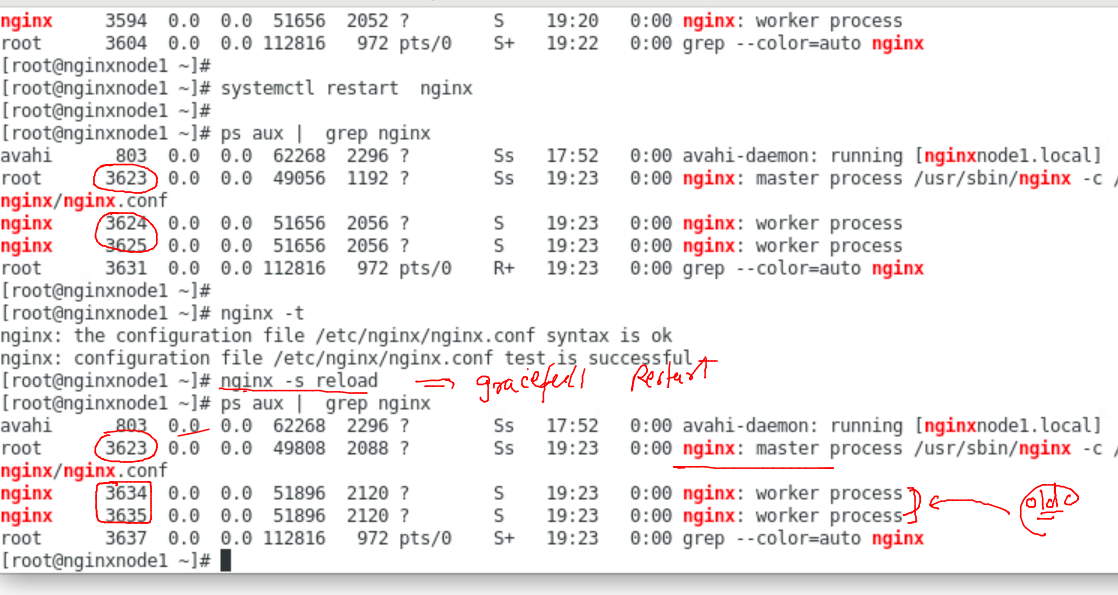 nginx 3594 0.0 0.0 51656 2052 ? S 19:20 0:00 nginx: worker process
root 3604 0.0 0.0 112816 972 pts/0 S+ 19:22 0:00 grep --color=auto nginx
[root@nginxnode1 ~]#
[root@nginxnode1 ~]# systemctl restart  nginx
[root@nginxnode1 ~]#
[root@nginxnode1 ~]# ps aux |  grep nginx
avahi 803 0.0 0.0 62268 2296 ? Ss 17:52 0:00 avahi-daemon: running [nginxnode1.local]
root 3623 0.0 0.0 49056 1192 ? Ss 19:23 0:00 nginx: master process /usr/sbin/nginx -c /
nginx/nginx.conf
nginx 3624 0.0 0.0 51656 2056 ? S 19:23 0:00 nginx: worker process
nginx 3625 0.0 0.0 51656 2056 ? S 19:23 0:00 nginx: worker process
root 3631 0.0 0.0 112816 972 pts/0 R+ 19:23 0:00 grep --color=auto nginx
[root@nginxnode1 ~]#
[root@nginxnode1 ~]# nginx -t
nginx: the configuration file /etc/nginx/nginx.conf syntax is ok
nginx: configuration file /etc/nginx/nginx.conf test is successful
[root@nginxnode1 ~]# nginx -s reload => gracefull Restart
[root@nginxnode1 ~]# ps aux |  grep nginx
avahi 803 0.0 0.0 62268 2296 ? Ss 17:52 0:00 avahi-daemon: running [nginxnode1.local]
root 3623 0.0 0.0 49808 2088 ? Ss 19:23 0:00 nginx: master process /usr/sbin/nginx -c /
nginx/nginx.conf
nginx 3634 0.0 0.0 51896 2120 ? S 19:23 0:00 nginx: worker process
nginx 3635 0.0 0.0 51896 2120 ? S 19:23 0:00 nginx: worker process
root 3637 0.0 0.0 112816 972 pts/0 S+ 19:23 0:00 grep --color=auto nginx
[root@nginxnode1 ~]#